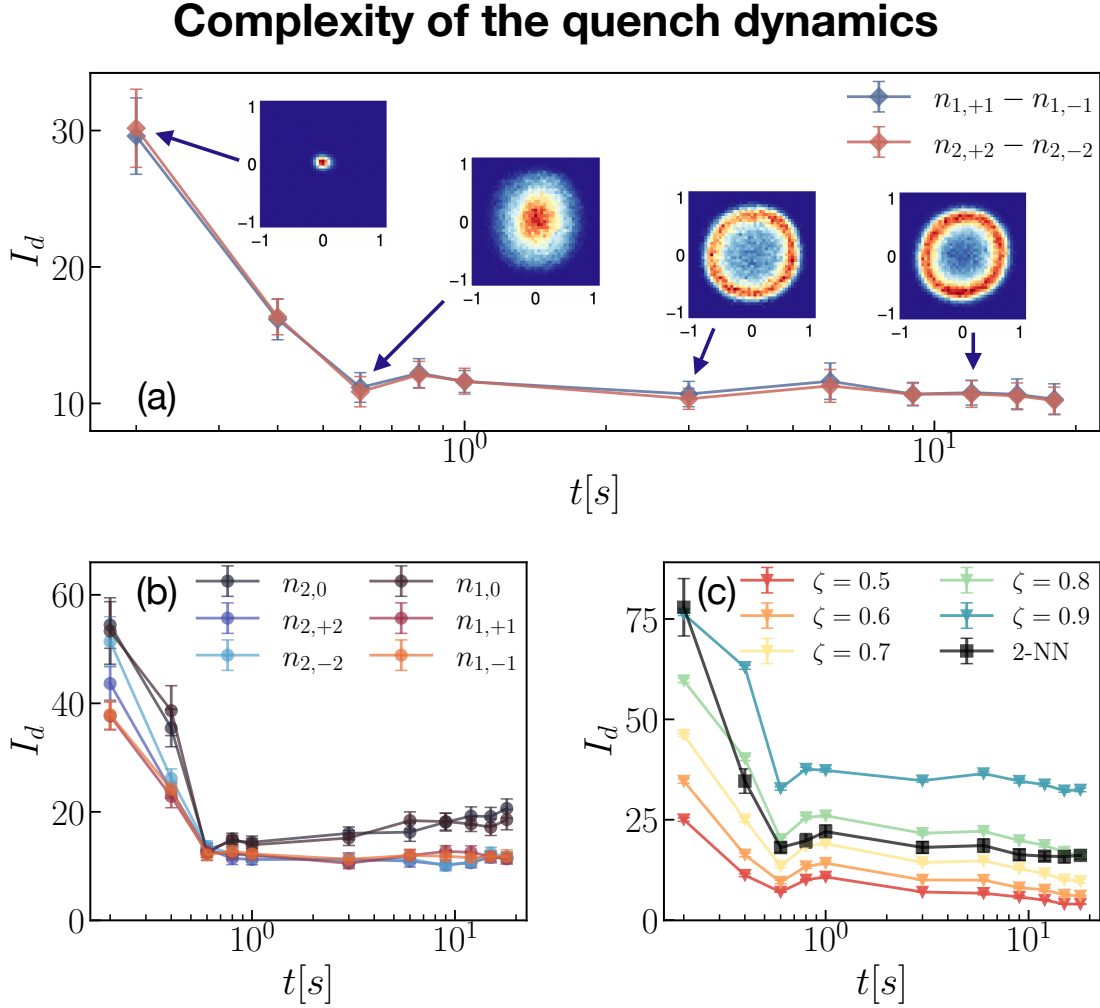 Complexity of the quench dynamics
I_d
30
20
10
(a)
n_{1,+1} − n_{1,−1}
n_{2,+2} − n_{2,−2}
1
0
−1
−1 0 1
1
0
−1
−1 0 1
1
0
−1
−1 0 1
1
0
−1
−1 0 1
10^0 10^1
t[s]
I_d
60
40
20
0
(b)
n_{2,0} n_{1,0}
n_{2,+2} n_{1,+1}
n_{2,−2} n_{1,−1}
10^0 10^1
t[s]
I_d
75
50
25
0
(c)
ζ = 0.5 ζ = 0.8
ζ = 0.6 ζ = 0.9
ζ = 0.7 2-NN
10^0 10^1
t[s]